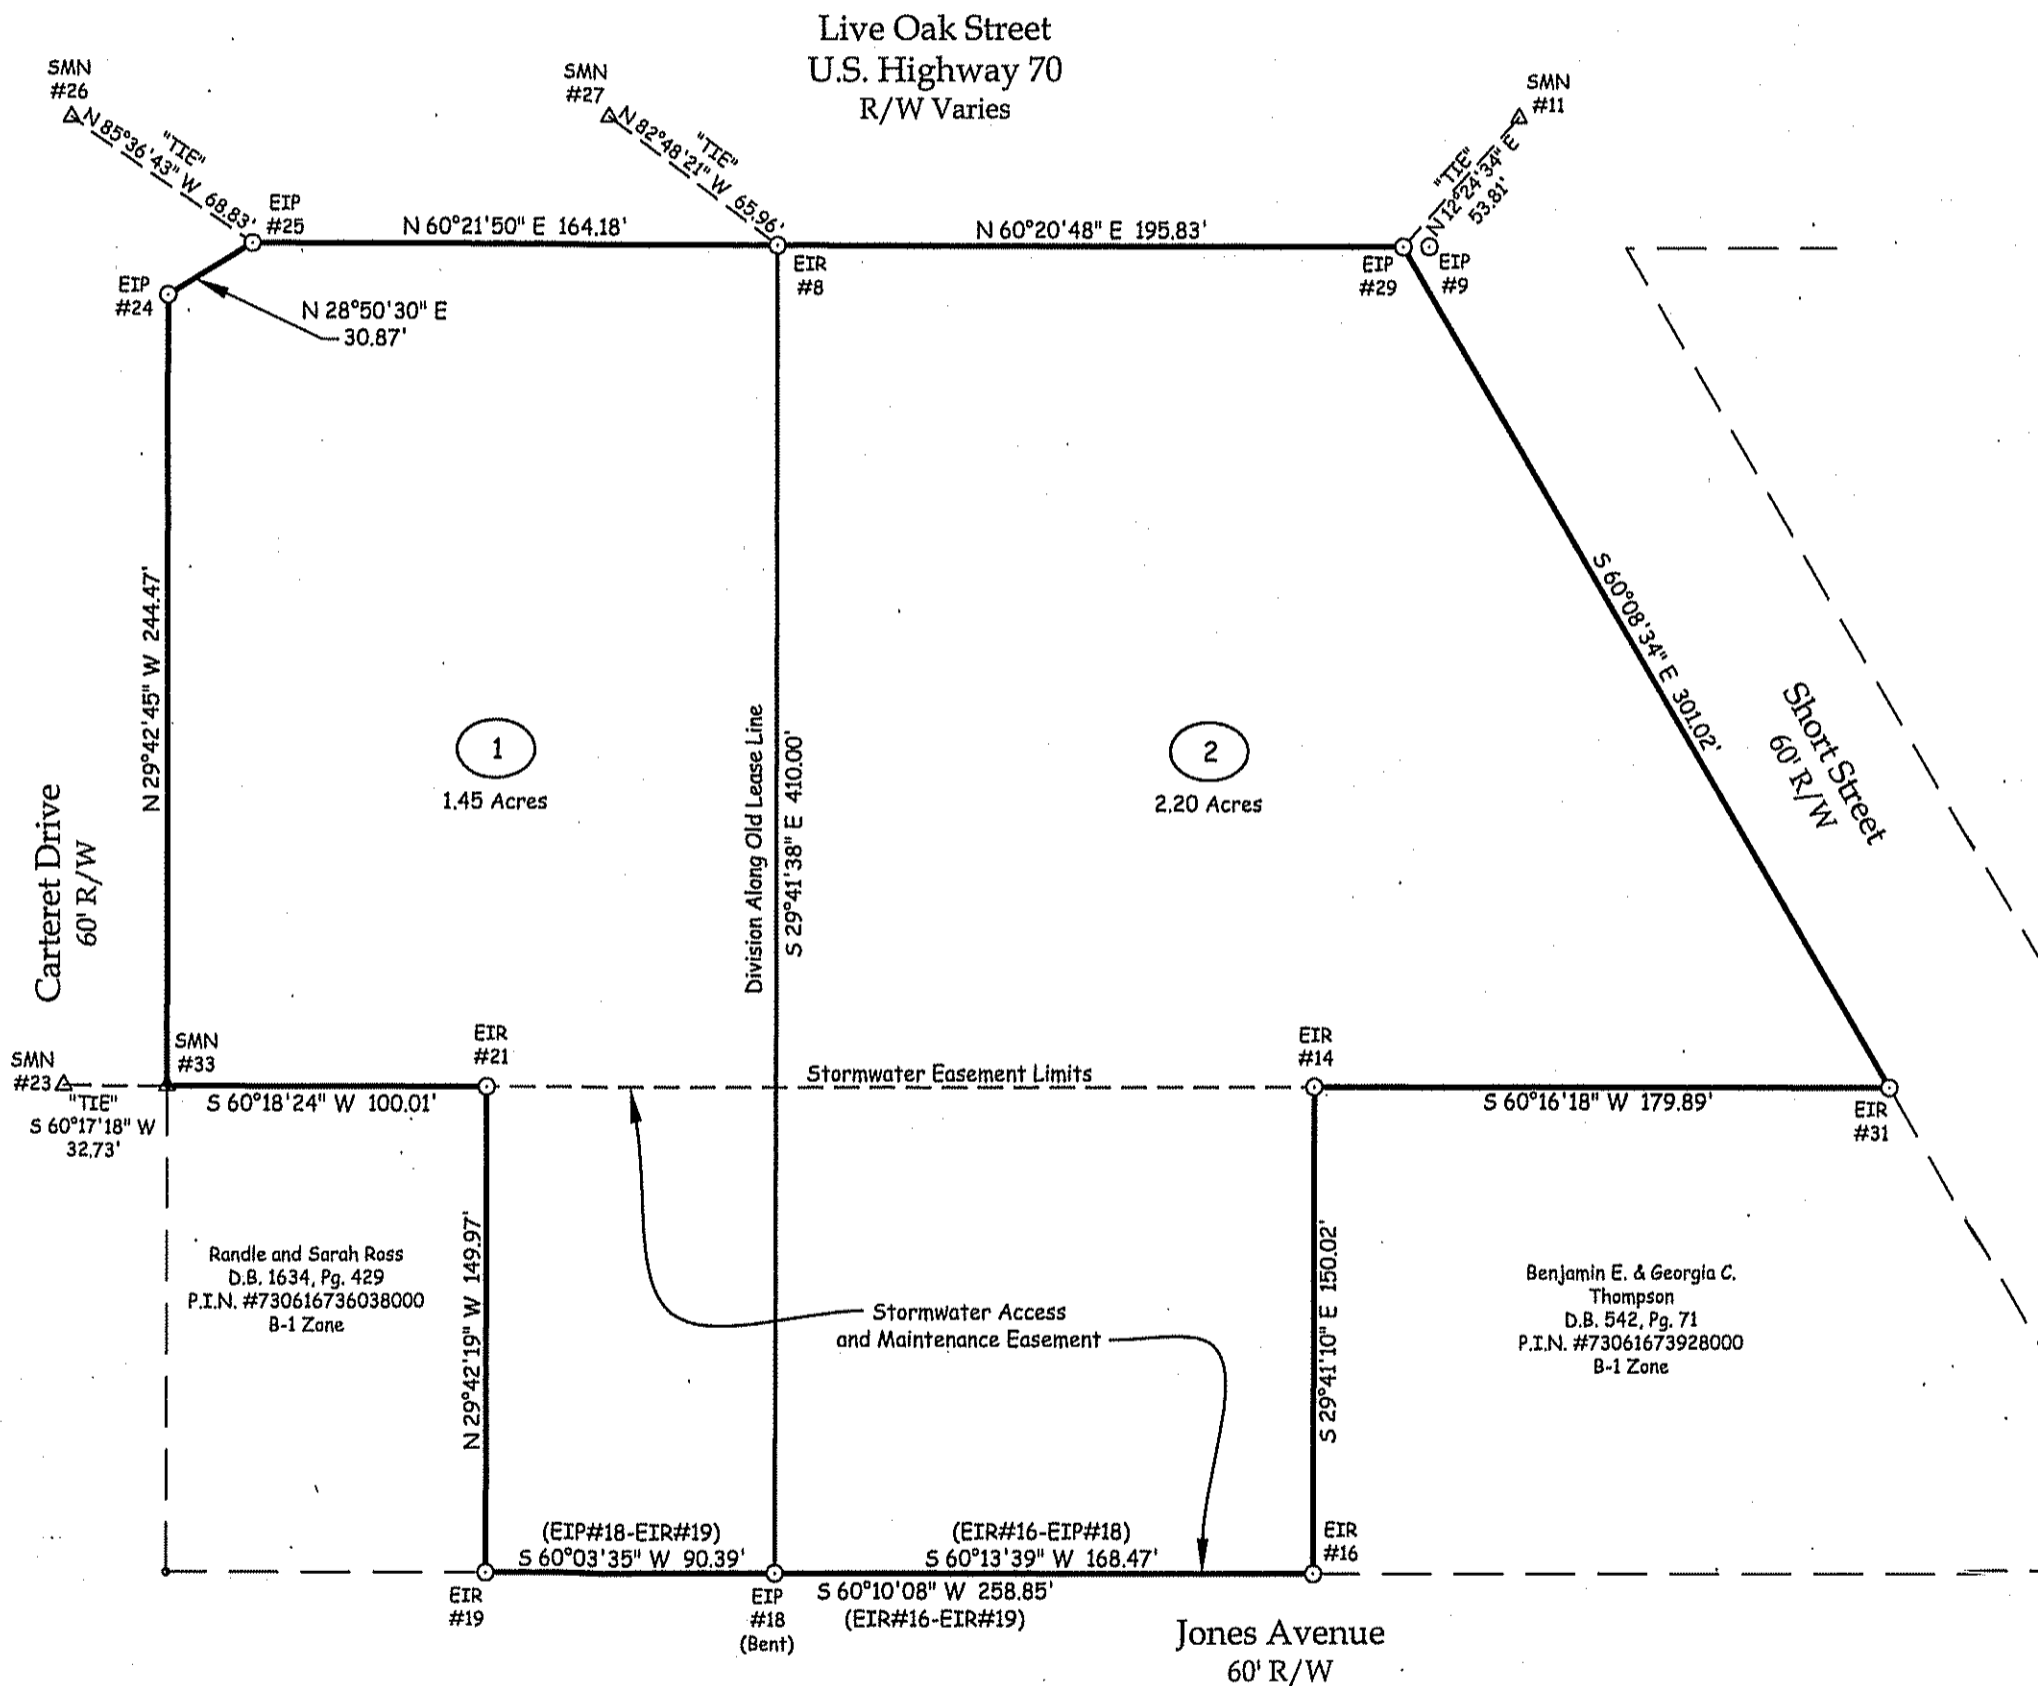 Live Oak Street
U.S. Highway 70
R/W Varies
SMN
#26
SMN
#27
SMN
#11
"TIE"
N 85°36'43" W 68.83'
"TIE"
N 82°48'21" W 65.96'
"TIE"
N 12°24'34" E
53.81'
EIP
#25
N 60°21'50" E 164.18'
N 60°20'48" E 195.83'
EIP
#24
EIR
#8
EIP
#29
EIP
#9
N 28°50'30" E
30.87'
N 29°42'45" W 244.47'
Division Along Old Lease Line
S 29°41'38" E 410.00'
S 60°08'34" E 301.02'
Short Street
60' R/W
1
1.45 Acres
2
2.20 Acres
Carteret Drive
60' R/W
SMN
#23
SMN
#33
EIR
#21
Stormwater Easement Limits
EIR
#14
"TIE"
S 60°17'18" W
32.73'
S 60°18'24" W 100.01'
S 60°16'18" W 179.89'
EIR
#31
Randle and Sarah Ross
D.B. 1634, Pg. 429
P.I.N. #730616736038000
B-1 Zone
N 29°42'19" W 149.97'
Stormwater Access
and Maintenance Easement
S 29°41'10" E 150.02'
Benjamin E. & Georgia C.
Thompson
D.B. 542, Pg. 71
P.I.N. #73061673928000
B-1 Zone
(EIP#18-EIR#19)
S 60°03'35" W 90.39'
(EIR#16-EIP#18)
S 60°13'39" W 168.47'
EIR
#16
EIR
#19
EIP
#18
(Bent)
S 60°10'08" W 258.85'
(EIR#16-EIR#19)
Jones Avenue
60' R/W